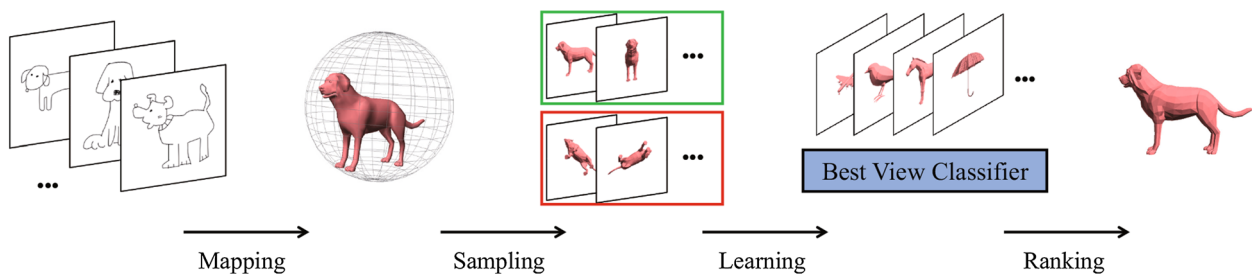 Best View Classifier
Mapping
Sampling
Learning
Ranking